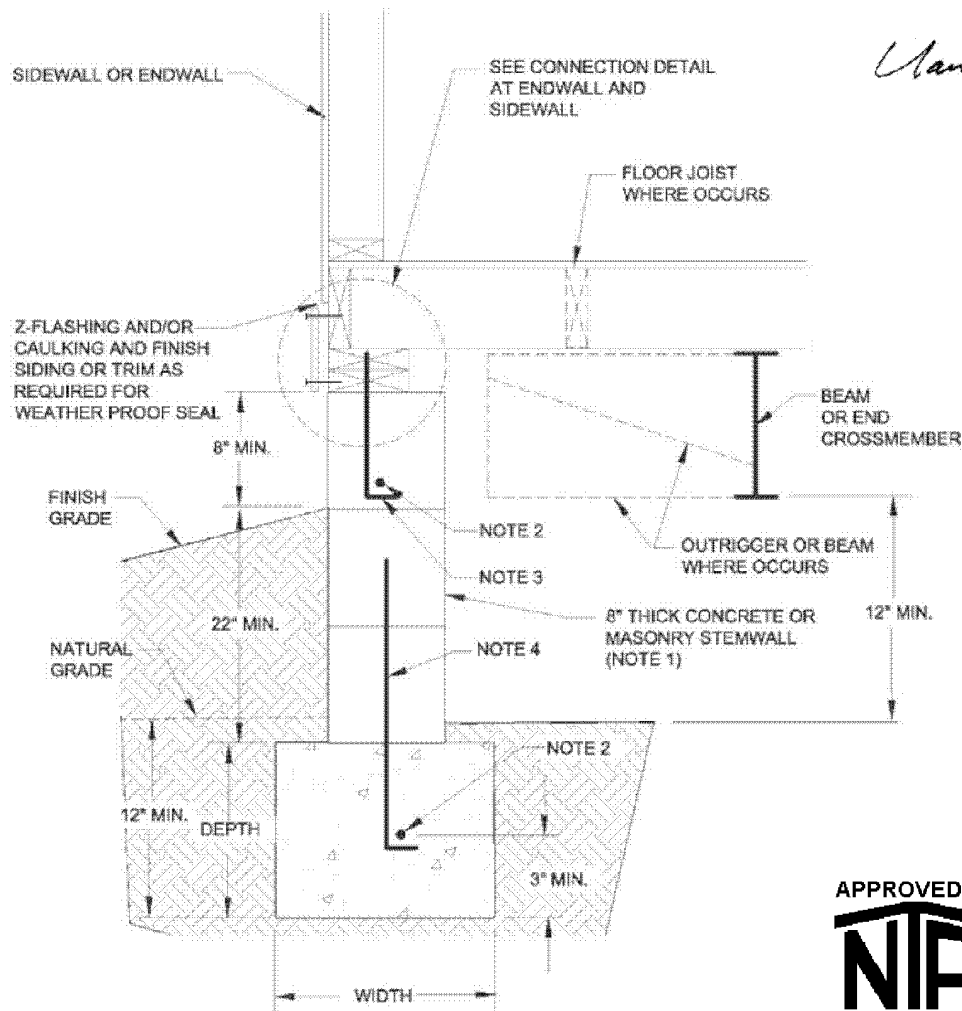 SIDEWALL OR ENDWALL
SEE CONNECTION DETAIL
AT ENDWALL AND
SIDEWALL
FLOOR JOIST
WHERE OCCURS
Z-FLASHING AND/OR
CAULKING AND FINISH
SIDING OR TRIM AS
REQUIRED FOR
WEATHER PROOF SEAL
BEAM
OR END
CROSSMEMBER
8" MIN.
FINISH
GRADE
NOTE 2
OUTRIGGER OR BEAM
WHERE OCCURS
NOTE 3
12" MIN.
22" MIN.
8" THICK CONCRETE OR
MASONRY STEMWALL
(NOTE 1)
NATURAL
GRADE
NOTE 4
NOTE 2
12" MIN.
DEPTH
3" MIN.
APPROVED
WIDTH